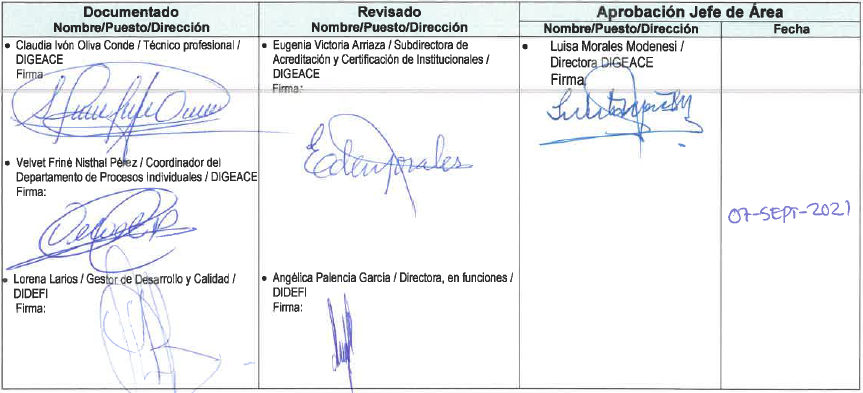 Documentado
Nombre/Puesto/Dirección
Revisado
Nombre/Puesto/Dirección
Aprobación Jefe de Área
Nombre/Puesto/Dirección
Fecha
• Claudia Ivón Oliva Conde / Técnico profesional /
DIGEACE
Firma
• Velvet Friné Nisthal Pérez / Coordinador del
Departamento de Procesos Individuales / DIGEACE
Firma:
• Lorena Larios / Gestor de Desarrollo y Calidad /
DIDEFI
Firma:
• Eugenia Victoria Arriaza / Subdirectora de
Acreditación y Certificación de Institucionales /
DIGEACE
Firma:
• Angélica Palencia García / Directora, en funciones /
DIDEFI
Firma:
• Luisa Morales Modenesi /
Directora DIGEACE
Firma
07-SEPT-2021